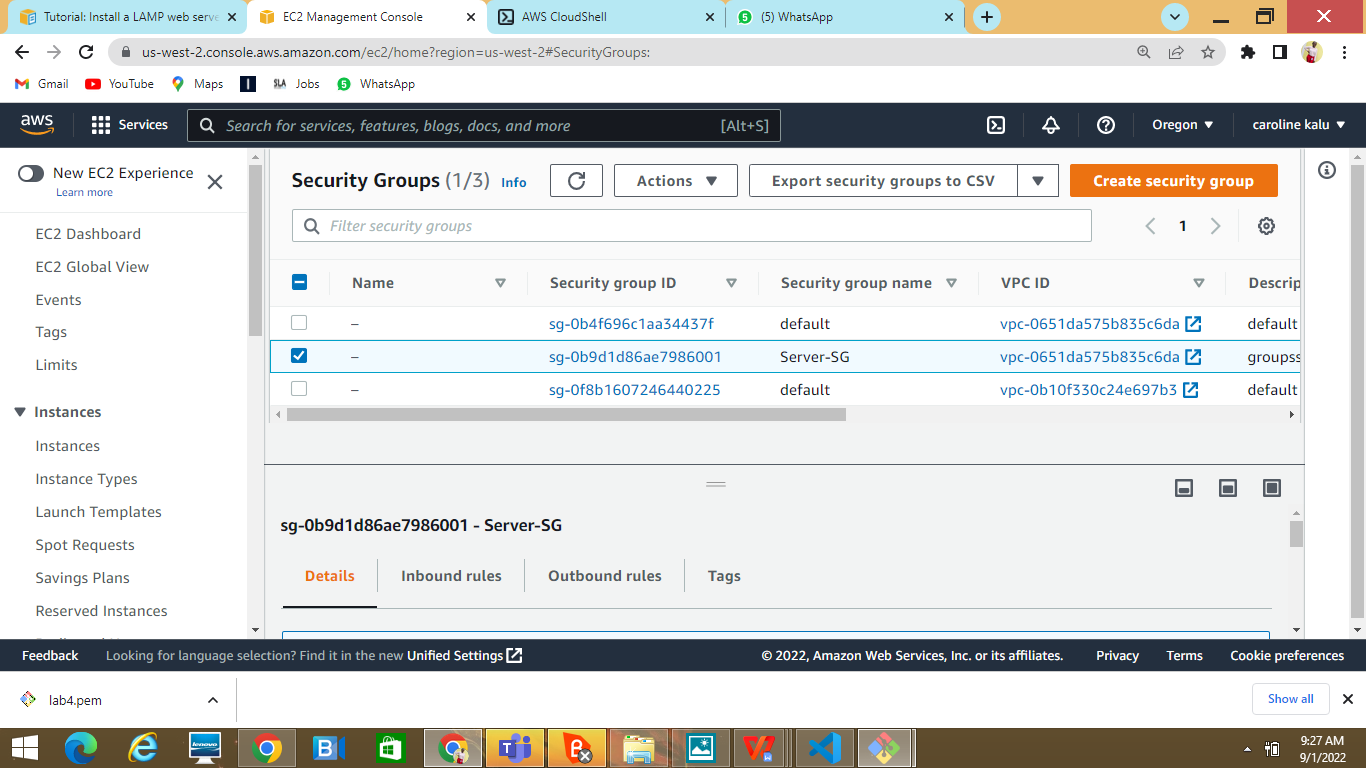 Tutorial: Install a LAMP web serve
EC2 Management Console
AWS CloudShell
(5) WhatsApp
us-west-2.console.aws.amazon.com/ec2/home?region=us-west-2#SecurityGroups:
Gmail
YouTube
Maps
SLA Jobs
WhatsApp
aws
Services
Search for services, features, blogs, docs, and more
[Alt+S]
Oregon
caroline kalu
New EC2 Experience
Learn more
EC2 Dashboard
EC2 Global View
Events
Tags
Limits
Instances
Instances
Instance Types
Launch Templates
Spot Requests
Savings Plans
Reserved Instances
Security Groups (1/3) Info
Actions
Export security groups to CSV
Create security group
Filter security groups
1
Name
Security group ID
Security group name
VPC ID
Descrip
– sg-0b4f696c1aa34437f default vpc-0651da575b835c6da default
– sg-0b9d1d86ae7986001 Server-SG vpc-0651da575b835c6da groupss
– sg-0f8b1607246440225 default vpc-0b10f330c24e697b3 default
sg-0b9d1d86ae7986001 - Server-SG
Details
Inbound rules
Outbound rules
Tags
Feedback
Looking for language selection? Find it in the new Unified Settings
© 2022, Amazon Web Services, Inc. or its affiliates.
Privacy
Terms
Cookie preferences
lab4.pem
Show all
lenovo
9:27 AM
9/1/2022